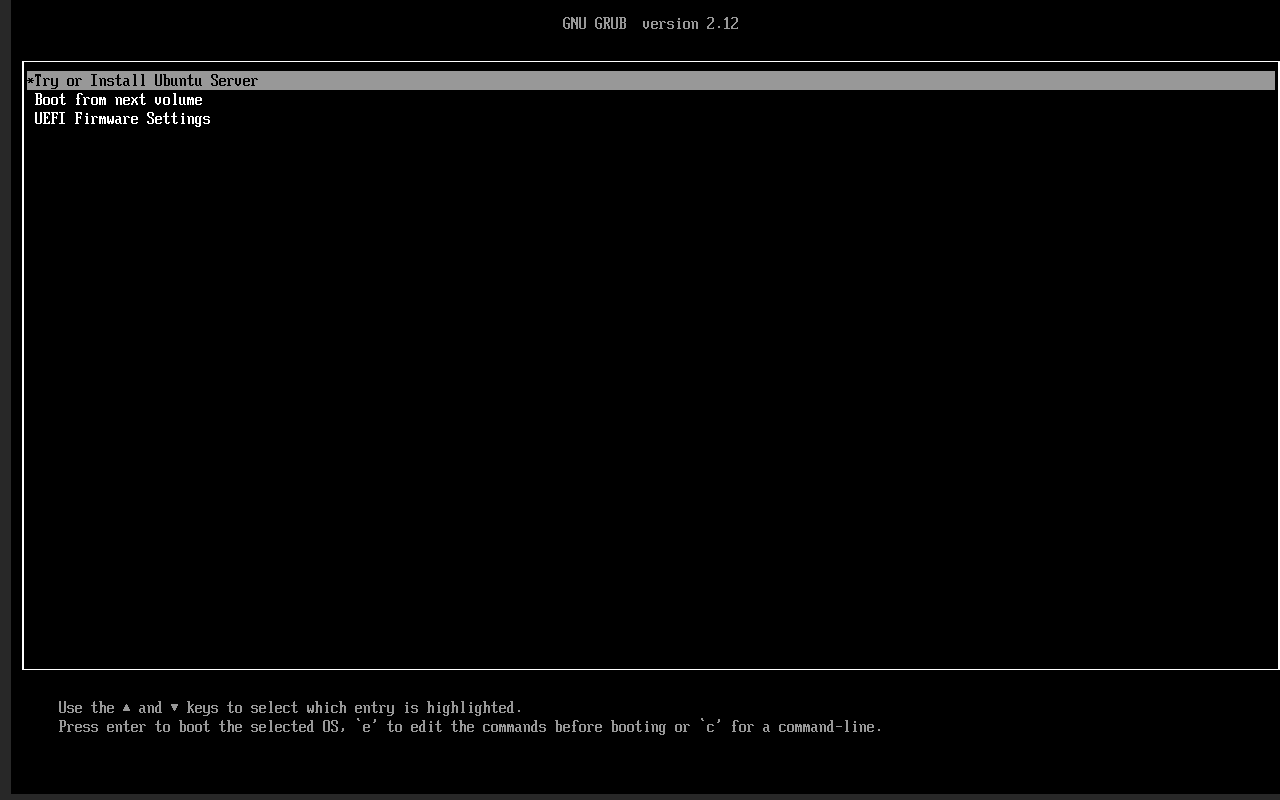 GNU GRUB  version 2.12
*Try or Install Ubuntu Server
Boot from next volume
UEFI Firmware Settings
Use the ▲ and ▼ keys to select which entry is highlighted.
Press enter to boot the selected OS, `e' to edit the commands before booting or `c' for a command-line.